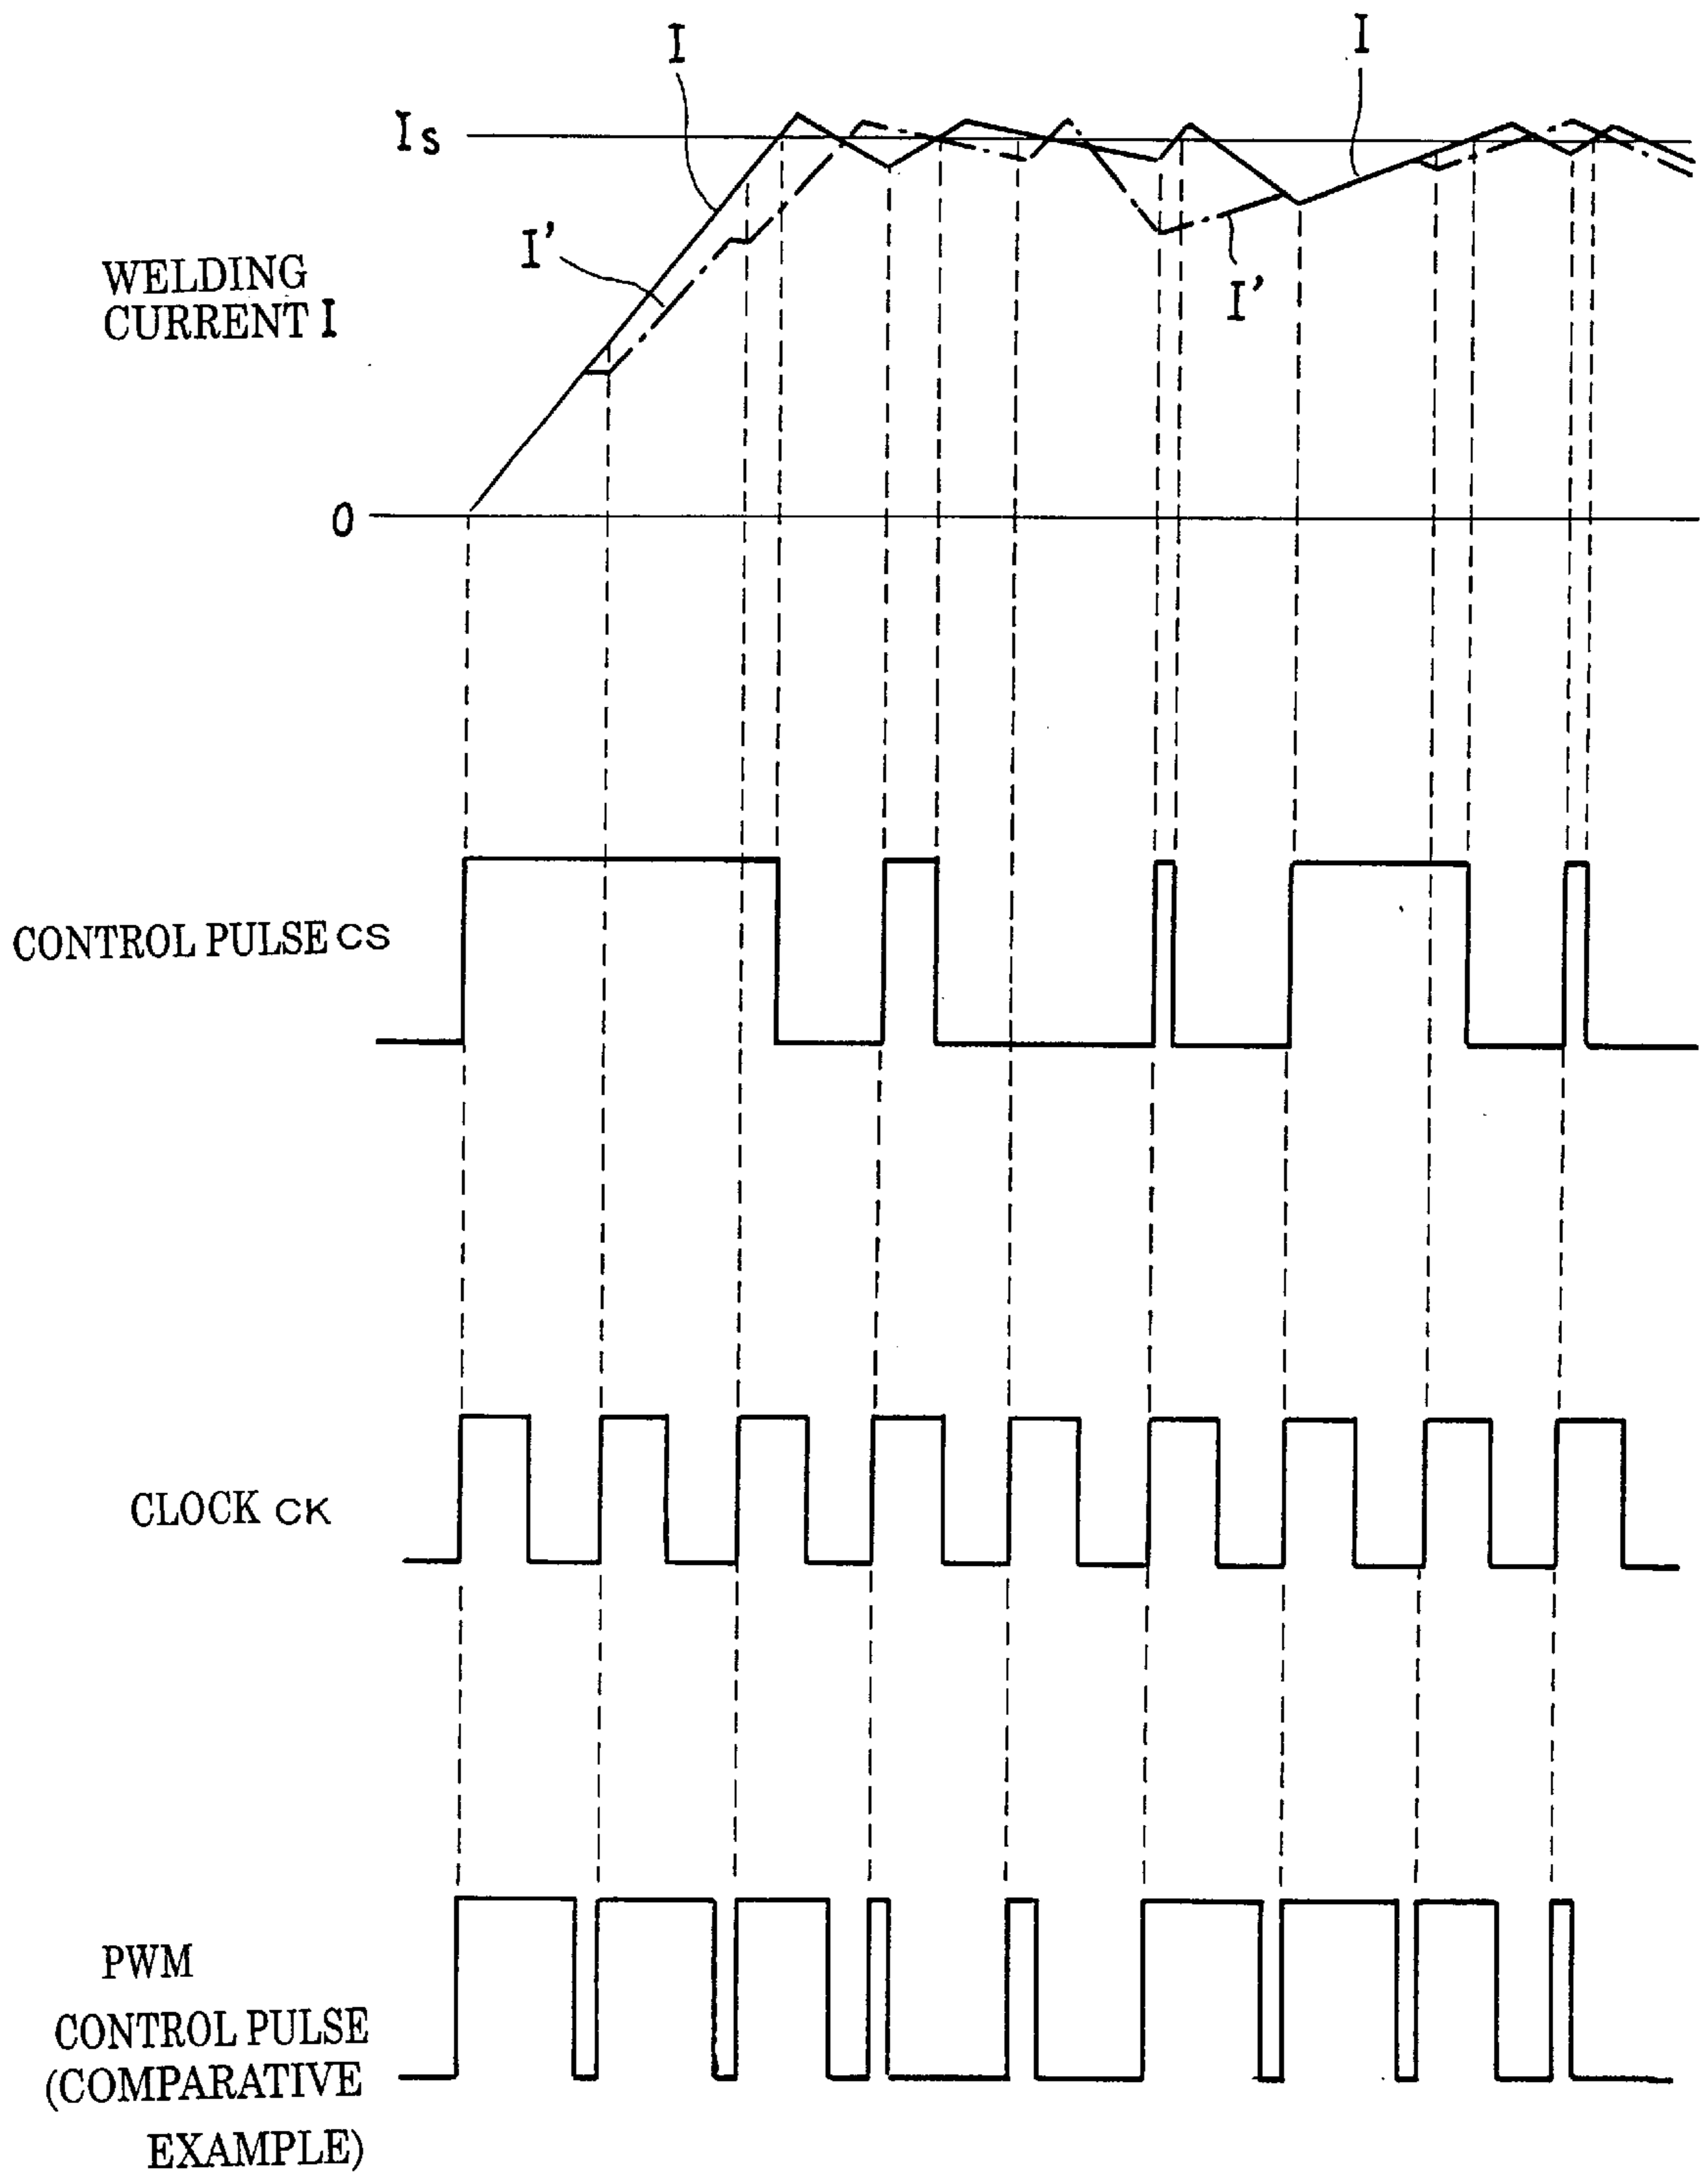 I
I
Is
I'
WELDING
CURRENT I
I'
0
CONTROL PULSE CS
CLOCK CK
PWM
CONTROL PULSE
(COMPARATIVE
EXAMPLE)